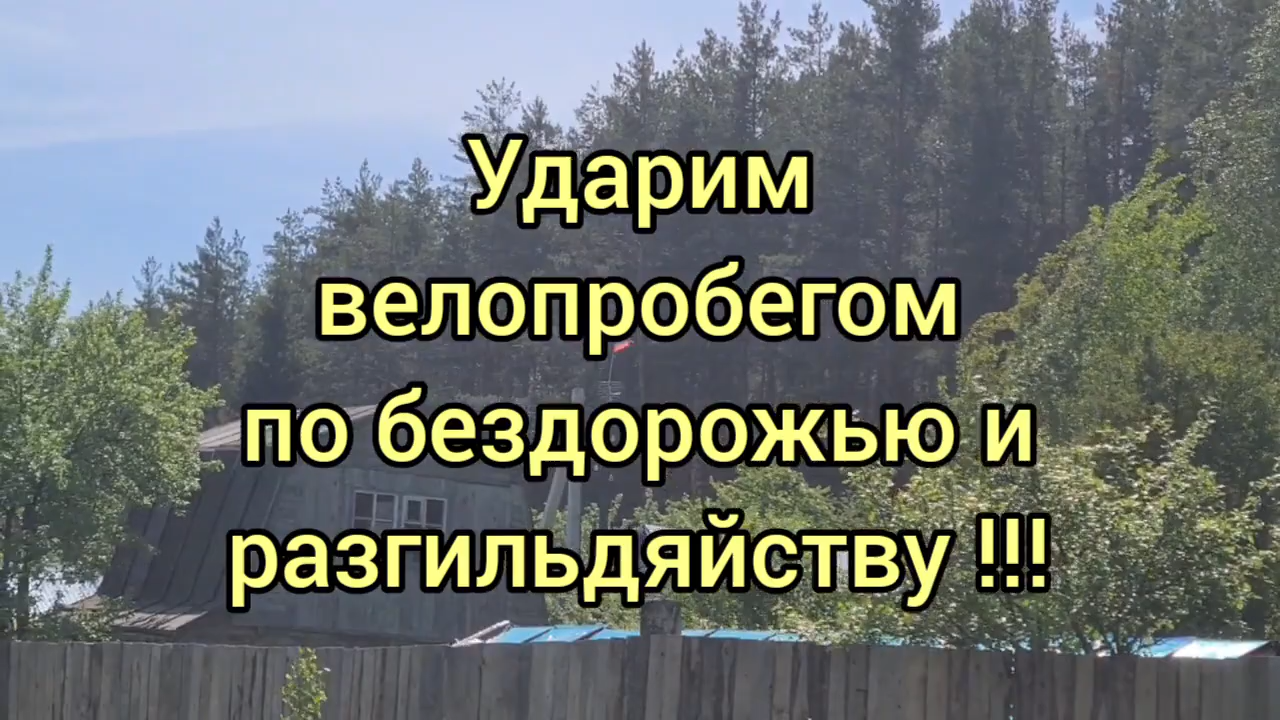 Ударим
велопробегом
по бездорожью и
разгильдяйству !!!